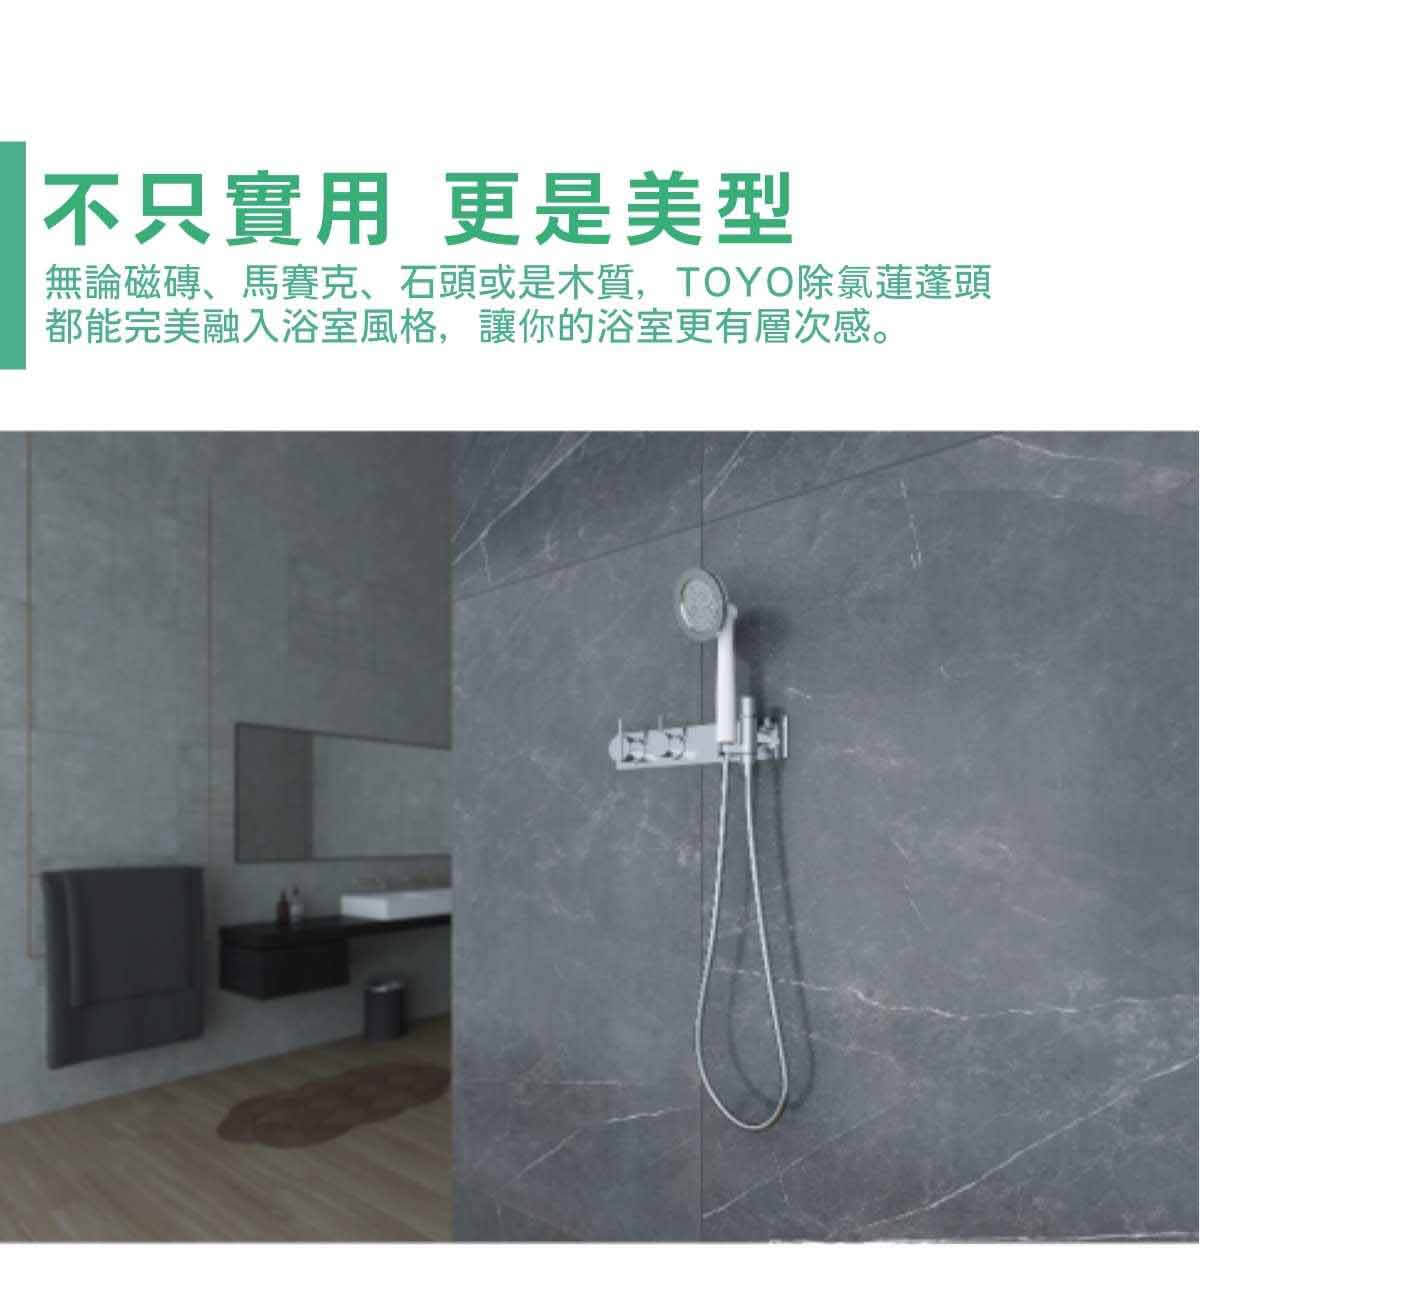 不只實用 更是美型
無論磁磚、馬賽克、石頭或是木質，TOYO除氯蓮蓬頭
都能完美融入浴室風格，讓你的浴室更有層次感。